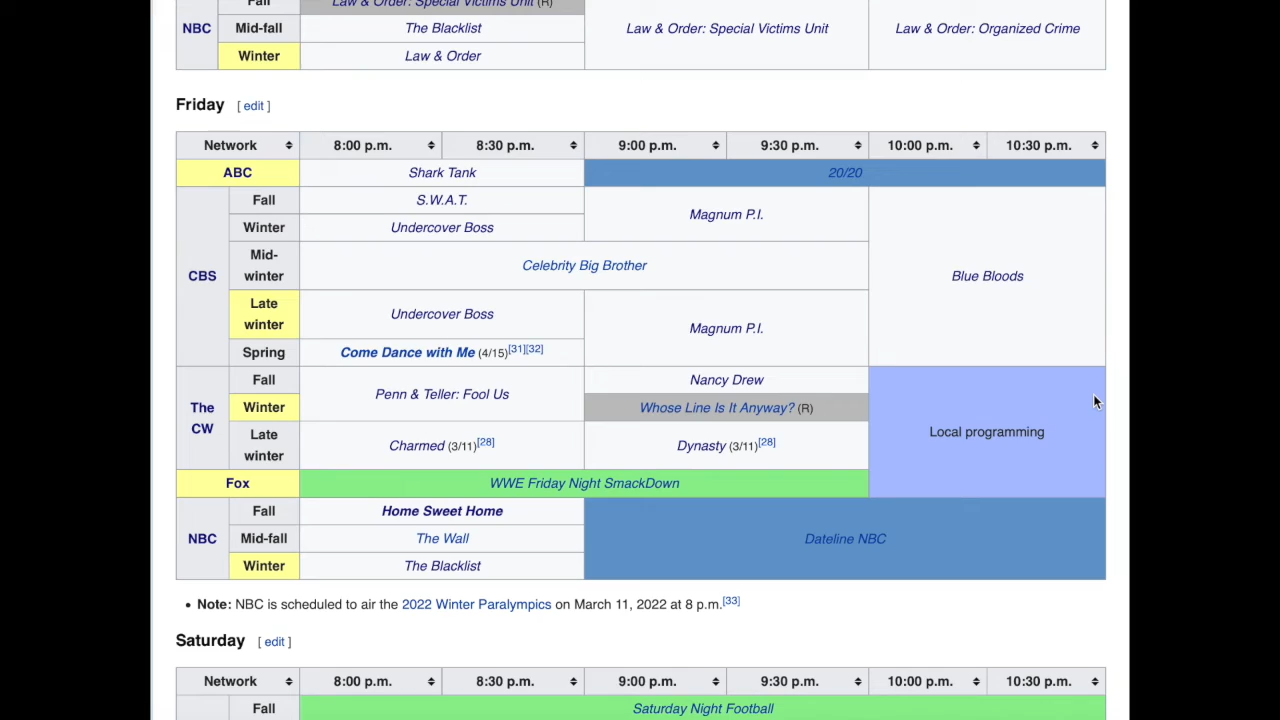 Fall Law & Order: Special Victims Unit (R)
NBC Mid-fall The Blacklist Law & Order: Special Victims Unit Law & Order: Organized Crime
Winter Law & Order
Friday [ edit ]
Network 8:00 p.m. 8:30 p.m. 9:00 p.m. 9:30 p.m. 10:00 p.m. 10:30 p.m.
ABC Shark Tank 20/20
Fall S.W.A.T.
Magnum P.I.
Winter Undercover Boss
Mid-
winter
Celebrity Big Brother
CBS Blue Bloods
Late
winter
Undercover Boss
Magnum P.I.
Spring Come Dance with Me (4/15)[31][32]
Fall Nancy Drew
Penn & Teller: Fool Us
The
CW
Winter Whose Line Is It Anyway? (R)
Local programming
Late
winter
Charmed (3/11)[28] Dynasty (3/11)[28]
Fox WWE Friday Night SmackDown
Fall Home Sweet Home
NBC Mid-fall The Wall Dateline NBC
Winter The Blacklist
• Note: NBC is scheduled to air the 2022 Winter Paralympics on March 11, 2022 at 8 p.m.[33]
Saturday [ edit ]
Network 8:00 p.m. 8:30 p.m. 9:00 p.m. 9:30 p.m. 10:00 p.m. 10:30 p.m.
Fall Saturday Night Football